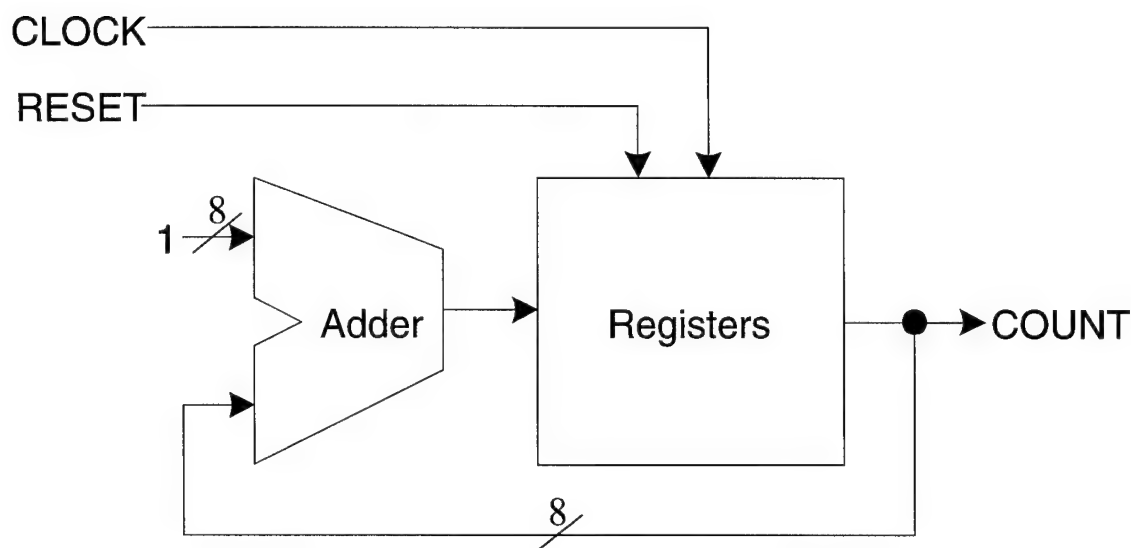 CLOCK
RESET
8
1
Adder
Registers
COUNT
8